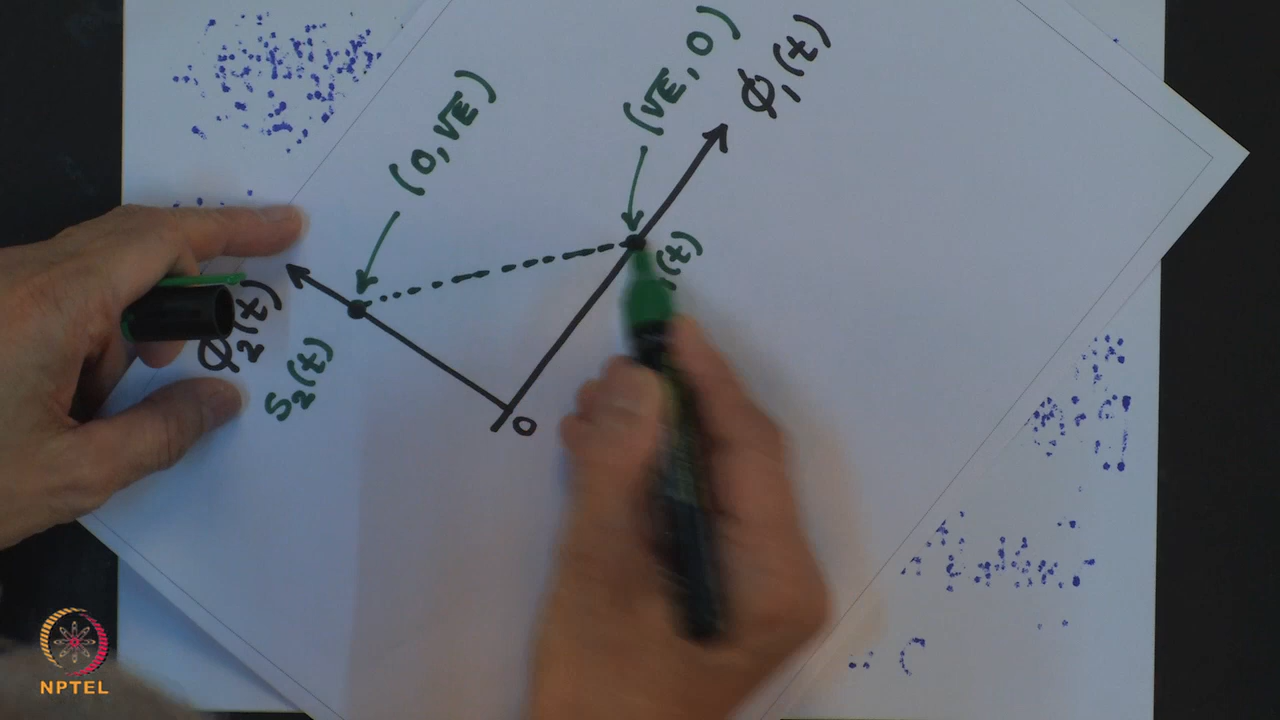 (√E, 0)
φ₁(t)
(0, √E)
φ₂(t)
S₂(t)
(t)
0
NPTEL